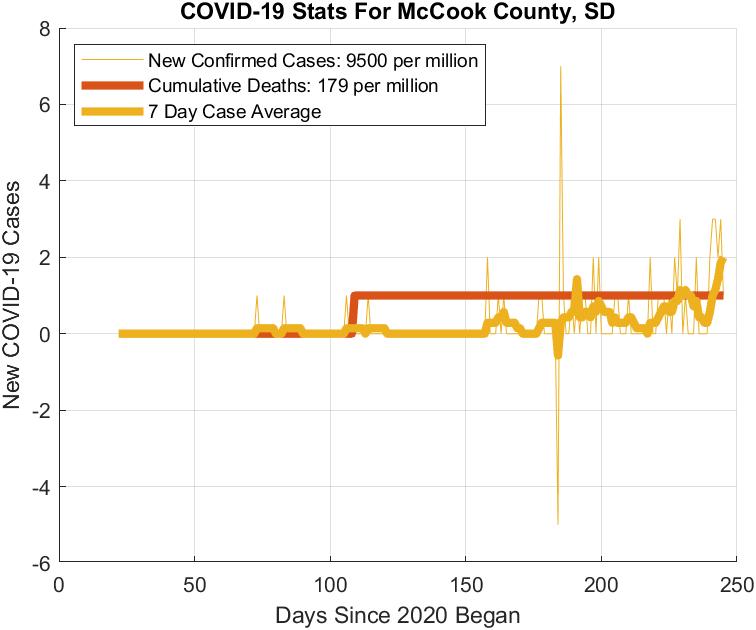 COVID-19 Stats For McCook County, SD
8
New Confirmed Cases: 9500 per million
Cumulative Deaths: 179 per million
7 Day Case Average
6
4
2
0
-2
-4
-6
New COVID-19 Cases
0 50 100 150 200 250
Days Since 2020 Began